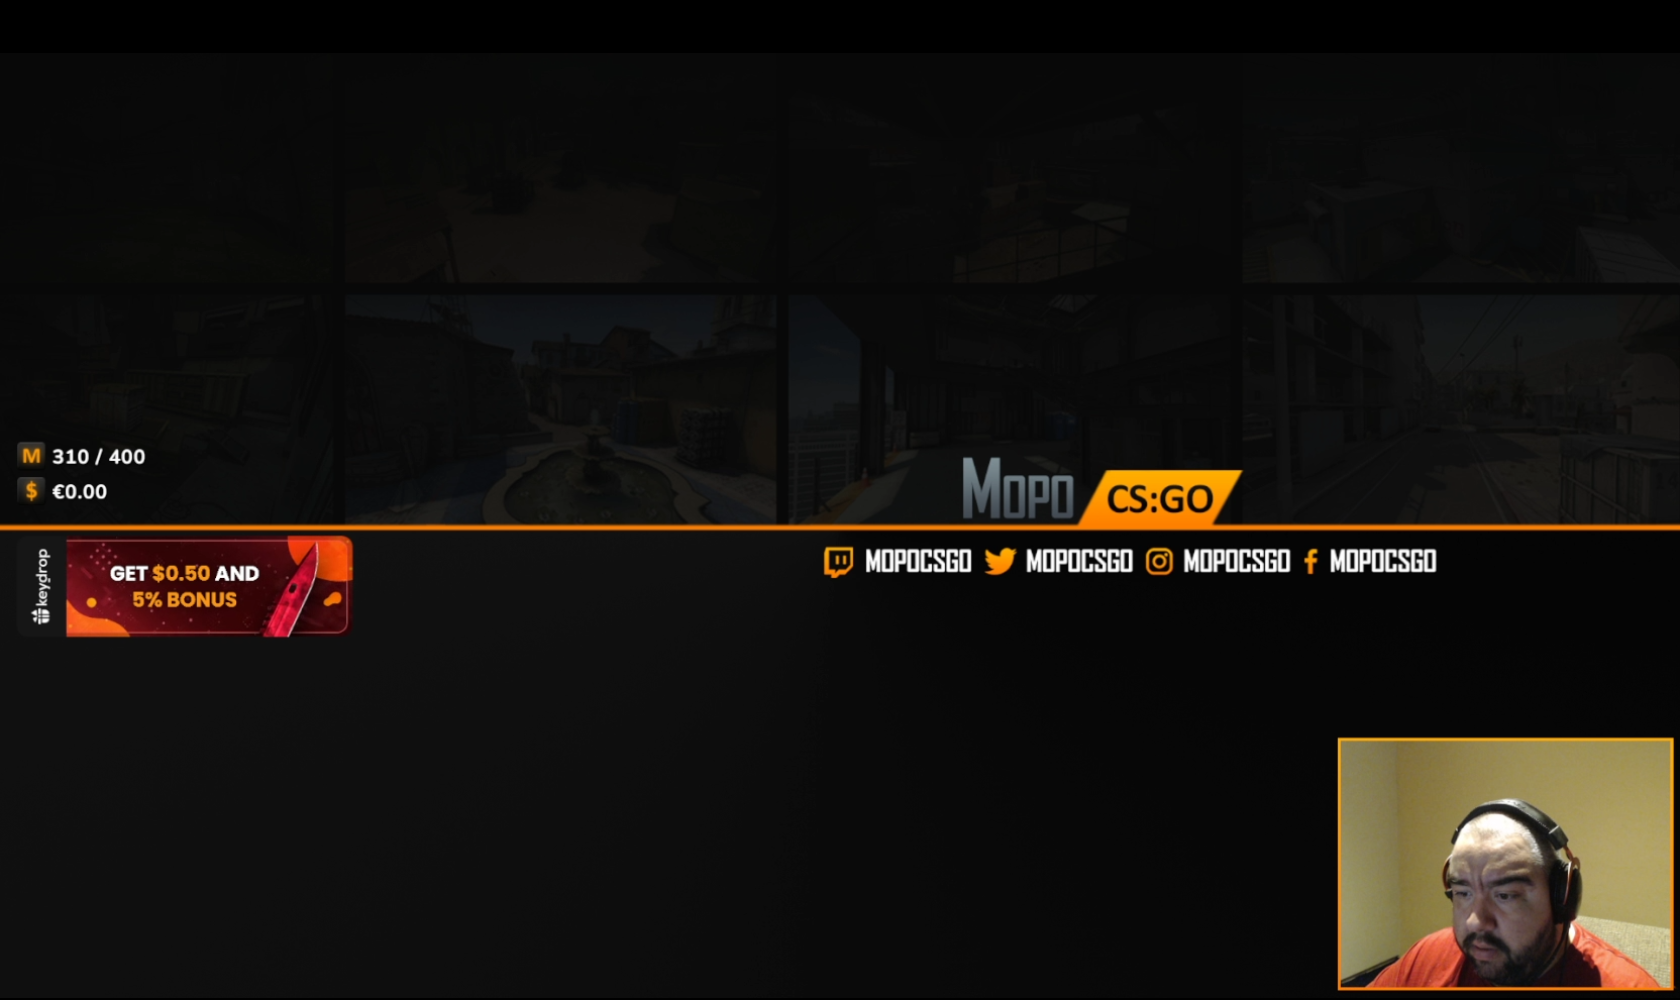 M 310 / 400
$ €0.00
MOPO CS:GO
keydrop
GET $0.50 AND
5% BONUS
MOPOCSGO MOPOCSGO MOPOCSGO MOPOCSGO